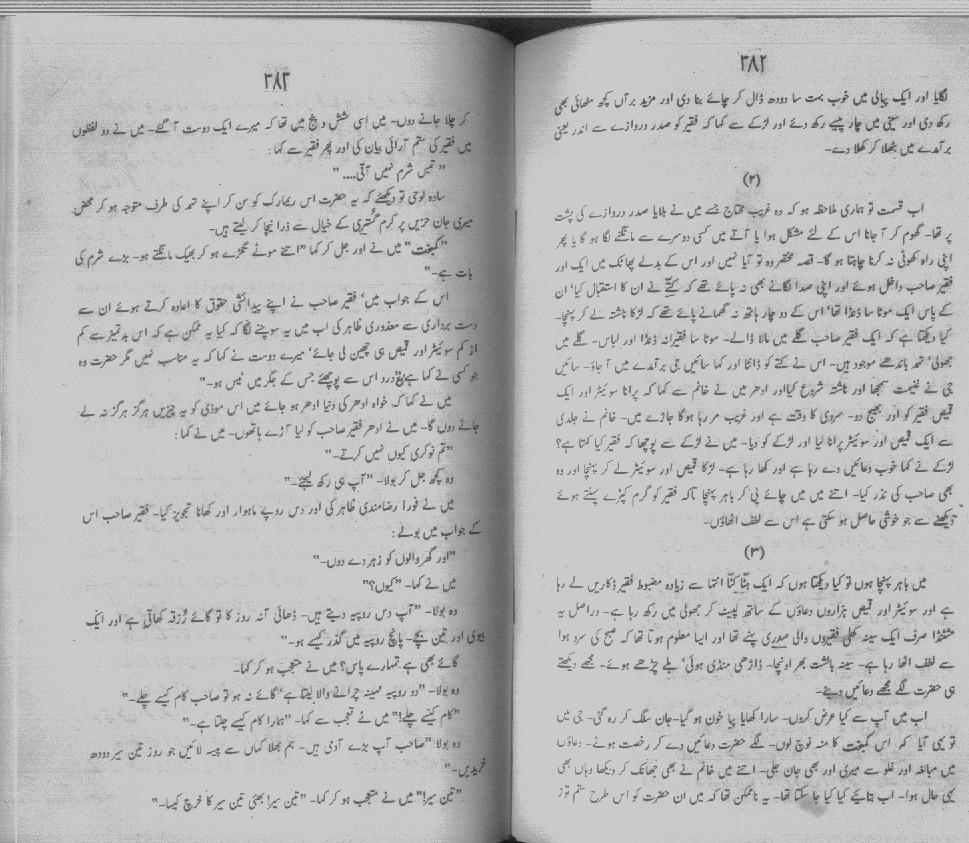 ۳۸۲
لگایا اور ایک پیالی میں خوب بہت سا دودھ ڈال کر چائے بنا دی اور مزید برآں کچھ مٹھائی بھی
رکھ دی اور سینی میں چار پیسے رکھ دئے اور لڑکے سے کہا کہ فقیر کو صدر دروازے سے اندر یعنی
برآمدے میں بٹھلا کر کھلا دے۔
(۲)
اب قسمت تو ہماری ملاحظہ ہو کہ وہ غریب محتاج جسے میں نے بلایا صدر دروازے کی پشت
پر تھا۔ گھوم کر آ جانا اس کے لئے مشکل ہوا یا آتے میں کسی دوسرے سے مانگنے لگا ہو گا یا پھر
اپنی راہ کھوٹی نہ کرنا چاہتا ہو گا۔ قصہ مختصر وہ تو آیا نہیں اور اس کے بدلے پھاٹک میں ایک اور
فقیر صاحب داخل ہوئے اور اپنی صدا لگانے بھی نہ پائے تھے کہ کتے نے ان کا استقبال کیا' ان
کے پاس ایک موٹا سا ڈنڈا تھا' اس کے دو چار ہاتھ نہ گھمانے پائے تھے کہ لڑکا ناشتہ لے کر پہنچا۔
کیا دیکھتا ہے کہ ایک فقیر صاحب گلے میں مالا ڈالے۔ موٹا سا فقیرانہ ڈنڈا اور لباس۔ گلے میں
جھولی' تہمد باندھے موجود ہیں۔ اس نے کتے کو ڈانٹا اور کہا سائیں جی برآمدے میں آ جاؤ۔ سائیں
جی نے غنیمت سمجھا اور ناشتہ شروع کیااور ادھر میں نے خانم سے کہا کہ پرانا سوئیٹر اور ایک
قمیض فقیر کو اور بھیج دو۔ سردی کا وقت ہے اور غریب مر رہا ہو گا جاڑے میں۔ خانم نے جلدی
سے ایک قمیض اور سوئیٹر پرانا لیا اور لڑکے کو دیا۔ میں نے لڑکے سے پوچھا کہ فقیر کیا کہتا ہے؟
لڑکے نے کہا خوب دعائیں دے رہا ہے اور کھا رہا ہے۔ لڑکا قمیض اور سوئیٹر لے کر پہنچا اور وہ
بھی صاحب کی نذر کیا۔ اتنے میں میں چائے پی کر باہر پہنچا تاکہ فقیر کو گرم کپڑے پہنتے ہوئے
دیکھنے سے جو خوشی حاصل ہو سکتی ہے اس سے لطف اٹھاؤں۔
(۳)
میں باہر پہنچا ہوں تو کیا دیکھتا ہوں کہ ایک ہٹّا کٹّا انتہا سے زیادہ مضبوط فقیر ڈکاریں لے رہا
ہے اور سوئیٹر اور قمیض ہزاروں دعاؤں کے ساتھ لپیٹ کر جھولی میں رکھ رہا ہے۔ دراصل یہ
مشٹنڈا صرف ایک سینہ کھلی فقیروں والی صدری پہنے تھا اور ایسا معلوم ہوتا تھا کہ صبح کی سرد ہوا
سے لطف اٹھا رہا ہے۔ سینہ بالشت بھر اونچا۔ ڈاڑھی منڈی ہوئی' بلے چڑھے ہوئے۔ مجھے دیکھتے
ہی حضرت لگے مجھے دعائیں دینے۔
اب میں آپ سے کیا عرض کروں۔ سارا کھایا پیا خون ہو گیا۔جان سلگ کر رہ گئی۔ جی میں
تو یہی آیا کہ اس کمبخت کا منہ نوچ لوں۔ لگے حضرت دعائیں دے کر رخصت ہونے۔ دعاؤں
میں مبالغہ اور غلو سے میری اور بھی جان جلی۔ اتنے میں خانم نے بھی جھانک کر دیکھا وہاں بھی
یہی حال ہوا۔ اب بتائیے کیا کیا جا سکتا تھا۔ یہ ناممکن تھا کہ میں ان حضرت کو اس طرح ستم توڑ
۳۸۳
کر چلا جانے دوں۔ میں اسی شش و پنج میں تھا کہ میرے ایک دوست آ گئے۔ میں نے دو لفظوں
میں فقیر کی ستم آرائی بیان کی اور پھر فقیر سے کہا:
"تمیں شرم نہیں آتی...."
سادہ لوحی تو دیکھئے کہ یہ حضرت اس ریمارک کو سن کر اپنے تہمد کی طرف متوجہ ہو کر محض
میری جان حزیں پر کرم گستری کے خیال سے ذرا نیچا کر لیتے ہیں۔
"کمبخت" میں نے اور جل کر کہا "اتنے موٹے تگڑے ہو کر بھیک مانگتے ہو۔ بڑے شرم کی
بات ہے۔"
اس کے جواب میں' فقیر صاحب نے اپنے پیدائشی حقوق کا اعادہ کرتے ہوئے ان سے
دست برداری سے معذوری ظاہر کی اب میں یہ سوچنے لگا کہ کیا یہ ممکن ہے کہ اس بدتمیز سے کم
از کم سوئیٹر اور قمیض ہی چھین لی جائے' میرے دوست نے کہا کہ یہ مناسب نہیں مگر حضرت وہ
جو کسی نے کہا ہے درد اس سے پوچھئے جس کے جگر میں ٹیس ہو۔"
میں نے کہا کہ خواہ ادھر کی دنیا ادھر ہو جائے میں اس موذی کو یہ چیزیں ہرگز ہرگز نہ لے
جانے دوں گا۔ میں نے ادھر فقیر صاحب کو لیا آڑے ہاتھوں۔ میں نے کہا:
"تم نوکری کیوں نہیں کرتے۔"
وہ کچھ جل کر بولا۔ "آپ ہی رکھ لیجئے۔"
میں نے فوراً رضامندی ظاہر کی اور دس روپے ماہوار اور کھانا تجویز کیا۔ فقیر صاحب اس
کے جواب میں بولے:
"اور گھر والوں کو زہر دے دوں۔"
میں نے کہا۔ "کیوں؟"
وہ بولا۔ "آپ دس روپیہ دیتے ہیں۔ ڈھائی آنہ روز کا تو گائے رزقہ کھاتی ہے اور ایک
بیوی اور تین بچے۔ پانچ روپیہ میں گذر کیسے ہو۔"
گائے بھی ہے تمہارے پاس؟ میں نے متعجب ہو کر کہا۔
وہ بولا۔ "دو روپیہ مہینہ چرانے والا لیتا ہے' گائے نہ ہو تو صاحب کام کیسے چلے۔"
"کام کیسے چلے!" میں نے تعجب سے کہا۔ "ہمارا کام کیسے چلتا ہے۔"
وہ بولا "صاحب آپ بڑے آدمی ہیں۔ ہم بھلا کہاں سے پیسہ لائیں جو روز تین سیر دودھ
خریدیں۔"
"تین سیر!" میں نے متعجب ہو کر کہا۔ "تین سیر! بھئی تین سیر کا خرچ کیسا۔"